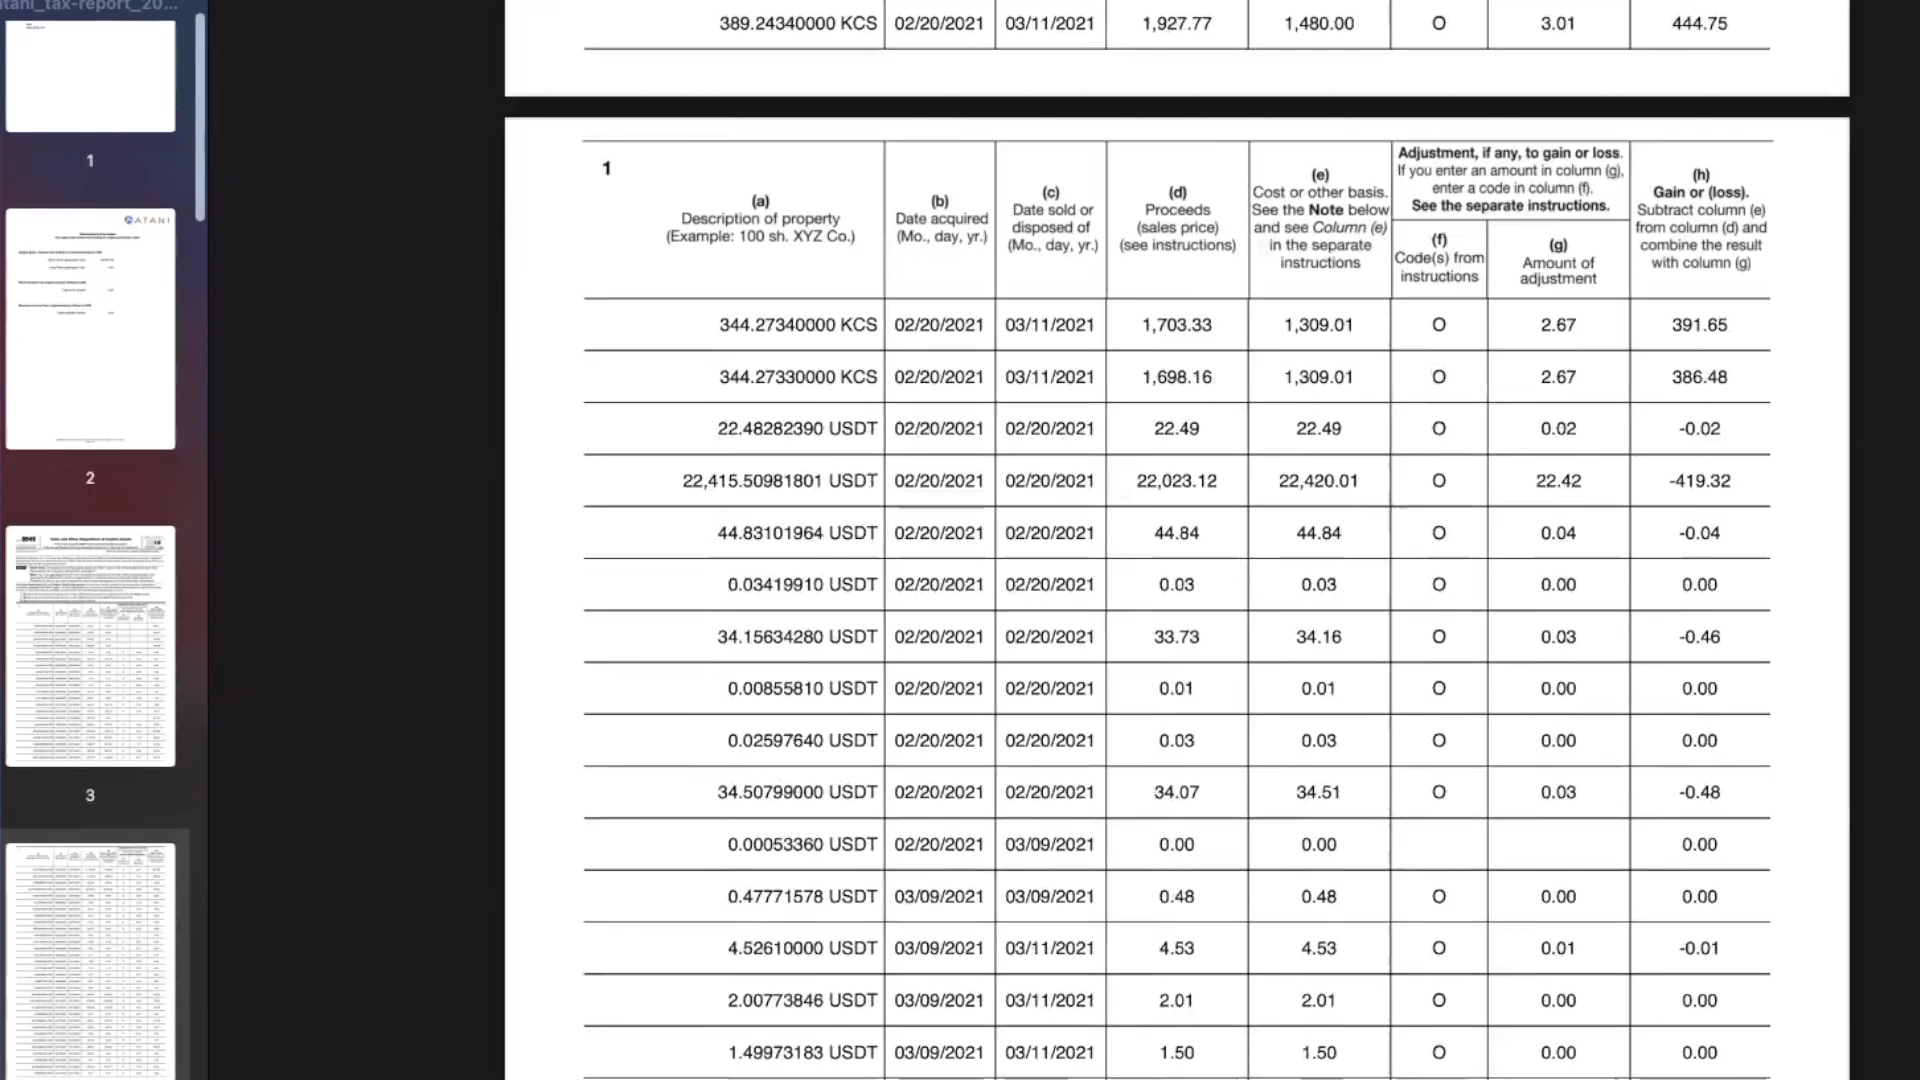 atani_tax-report_20...
1
ATANI
2
8949
3
389.24340000 KCS 02/20/2021 03/11/2021 1,927.77 1,480.00 O 3.01 444.75
1
(a)
Description of property
(Example: 100 sh. XYZ Co.)
(b)
Date acquired
(Mo., day, yr.)
(c)
Date sold or
disposed of
(Mo., day, yr.)
(d)
Proceeds
(sales price)
(see instructions)
(e)
Cost or other basis.
See the Note below
and see Column (e)
in the separate
instructions
Adjustment, if any, to gain or loss.
If you enter an amount in column (g),
enter a code in column (f).
See the separate instructions.
(f)
Code(s) from
instructions
(g)
Amount of
adjustment
(h)
Gain or (loss).
Subtract column (e)
from column (d) and
combine the result
with column (g)
344.27340000 KCS 02/20/2021 03/11/2021 1,703.33 1,309.01 O 2.67 391.65
344.27330000 KCS 02/20/2021 03/11/2021 1,698.16 1,309.01 O 2.67 386.48
22.48282390 USDT 02/20/2021 02/20/2021 22.49 22.49 O 0.02 -0.02
22,415.50981801 USDT 02/20/2021 02/20/2021 22,023.12 22,420.01 O 22.42 -419.32
44.83101964 USDT 02/20/2021 02/20/2021 44.84 44.84 O 0.04 -0.04
0.03419910 USDT 02/20/2021 02/20/2021 0.03 0.03 O 0.00 0.00
34.15634280 USDT 02/20/2021 02/20/2021 33.73 34.16 O 0.03 -0.46
0.00855810 USDT 02/20/2021 02/20/2021 0.01 0.01 O 0.00 0.00
0.02597640 USDT 02/20/2021 02/20/2021 0.03 0.03 O 0.00 0.00
34.50799000 USDT 02/20/2021 02/20/2021 34.07 34.51 O 0.03 -0.48
0.00053360 USDT 02/20/2021 03/09/2021 0.00 0.00 0.00
0.47771578 USDT 03/09/2021 03/09/2021 0.48 0.48 O 0.00 0.00
4.52610000 USDT 03/09/2021 03/11/2021 4.53 4.53 O 0.01 -0.01
2.00773846 USDT 03/09/2021 03/11/2021 2.01 2.01 O 0.00 0.00
1.49973183 USDT 03/09/2021 03/11/2021 1.50 1.50 O 0.00 0.00